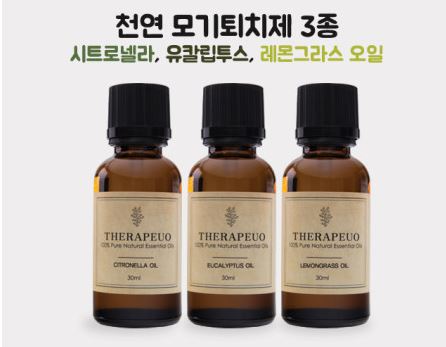 천연 모기퇴치제 3종
시트로넬라, 유칼립투스, 레몬그라스 오일
THERAPEUO
100% Pure Natural Essential Oils
CITRONELLA OIL
30ml
THERAPEUO
100% Pure Natural Essential Oils
EUCALYPTUS OIL
30ml
THERAPEUO
100% Pure Natural Essential Oils
LEMONGRASS OIL
30ml